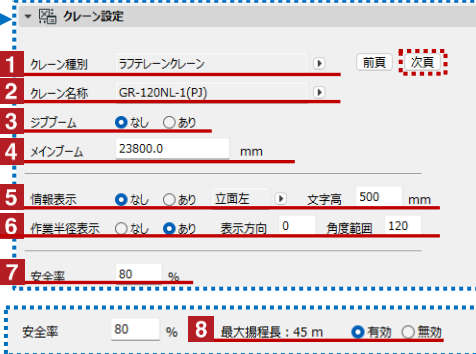 クレーン設定
1 クレーン種別 ラフテレーンクレーン 前頁 次頁
2 クレーン名称 GR-120NL-1(PJ)
3 ジブブーム なし あり
4 メインブーム 23800.0 mm
5 情報表示 なし あり 立面左 文字高 500 mm
6 作業半径表示 なし あり 表示方向 0 角度範囲 120
7 安全率 80 %
安全率 80 % 8 最大揚程長：45 m 有効 無効